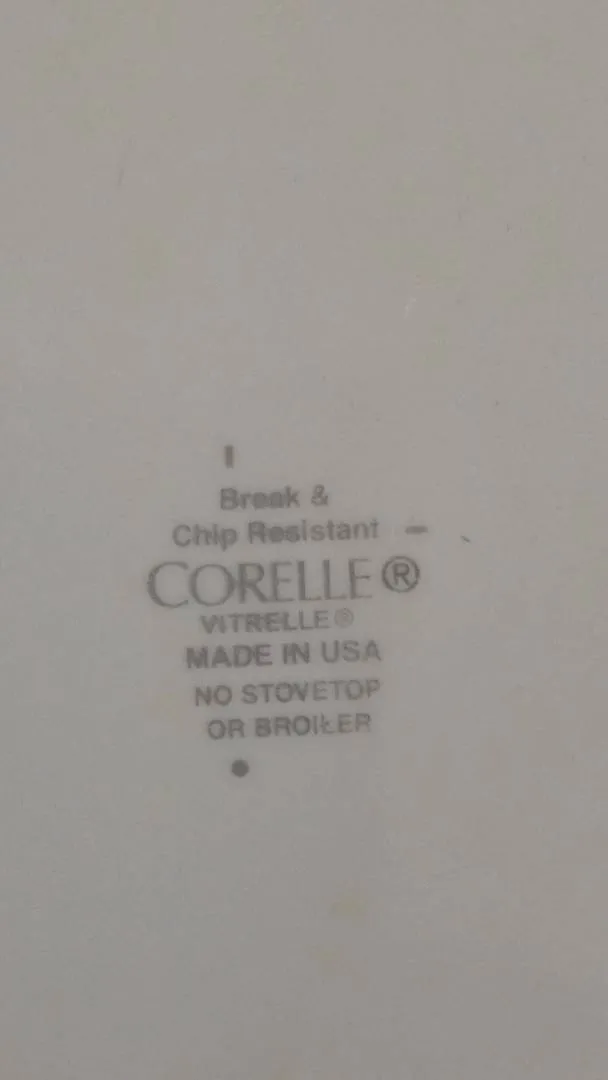 Break &
Chip Resistant
CORELLE®
VITRELLE®
MADE IN USA
NO STOVETOP
OR BROILER